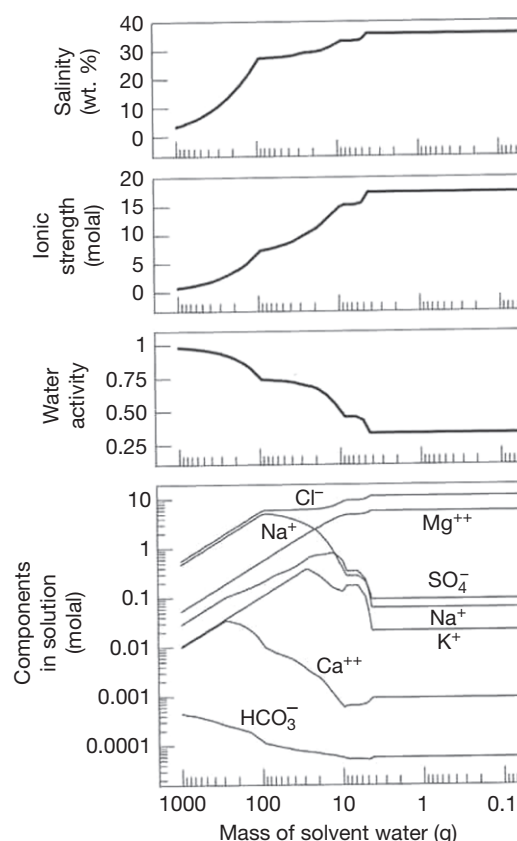 40
30
20
10
0
Salinity
(wt. %)
20
15
10
5
0
Ionic
strength
(molal)
1
0.75
0.50
0.25
Water
activity
10
1
0.1
0.01
0.001
0.0001
Components
in solution
(molal)
Cl⁻
Na⁺
Mg⁺⁺
SO₄⁻
Na⁺
K⁺
Ca⁺⁺
HCO₃⁻
1000 100 10 1 0.1
Mass of solvent water (g)